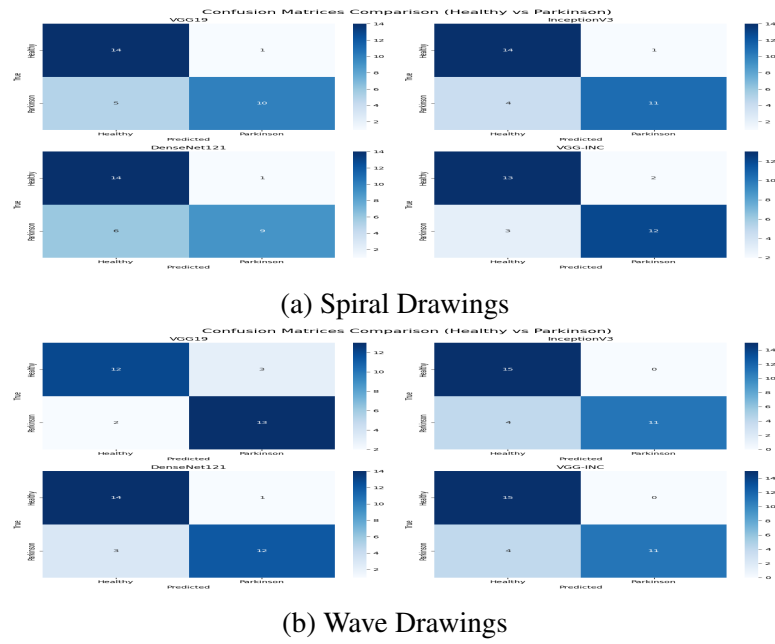 Confusion Matrices Comparison (Healthy vs Parkinson)
VGG19
InceptionV3
True
Healthy
Parkinson
14 1
5 10
Healthy Parkinson
Predicted
14
12
10
8
6
4
2
True
Healthy
Parkinson
14 1
4 11
Healthy Parkinson
Predicted
14
12
10
8
6
4
2
DenseNet121
VGG-INC
True
Healthy
Parkinson
14 1
6 9
Healthy Parkinson
Predicted
14
12
10
8
6
4
2
True
Healthy
Parkinson
13 2
3 12
Healthy Parkinson
Predicted
12
10
8
6
4
2
(a) Spiral Drawings
Confusion Matrices Comparison (Healthy vs Parkinson)
VGG19
InceptionV3
True
Healthy
Parkinson
12 3
2 13
Healthy Parkinson
Predicted
12
10
8
6
4
2
True
Healthy
Parkinson
15 0
4 11
Healthy Parkinson
Predicted
14
12
10
8
6
4
2
0
DenseNet121
VGG-INC
True
Healthy
Parkinson
14 1
3 12
Healthy Parkinson
Predicted
14
12
10
8
6
4
2
True
Healthy
Parkinson
15 0
4 11
Healthy Parkinson
Predicted
14
12
10
8
6
4
2
0
(b) Wave Drawings